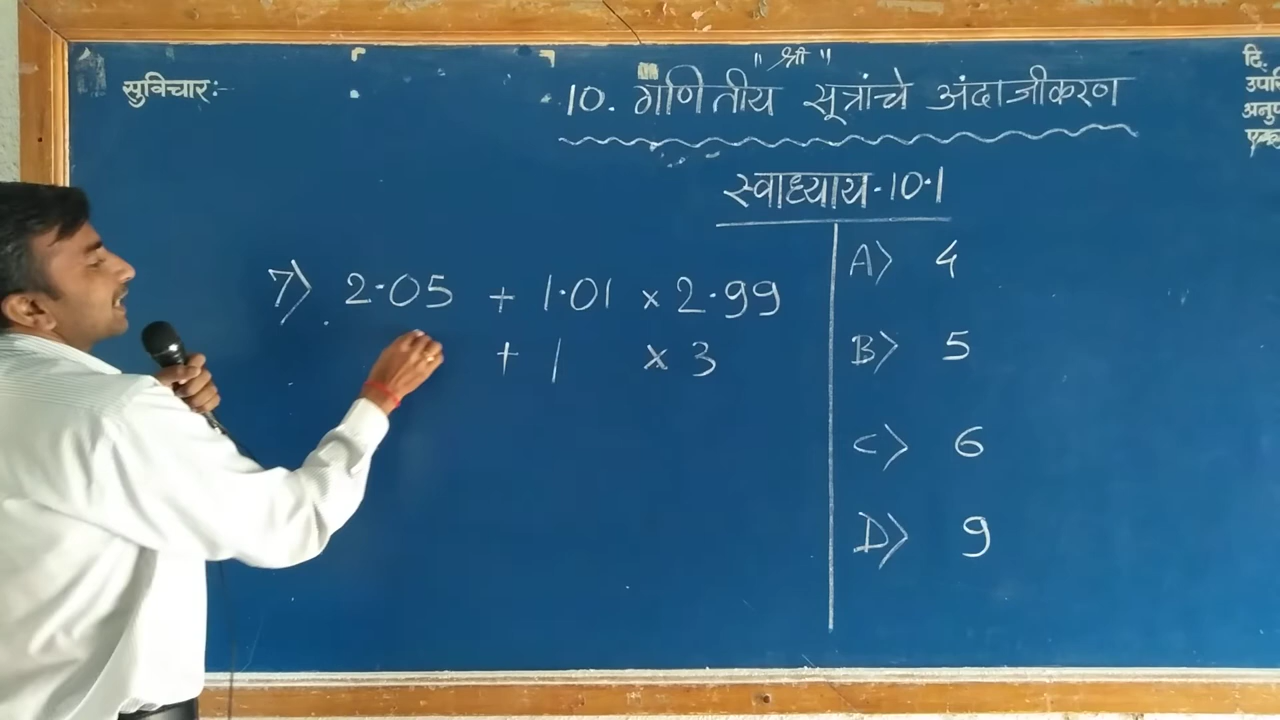 सुविचार:-
" श्री "
10. गणितीय सूत्रांचे अंदाजीकरण
स्वाध्याय.10.1
7) 2.05 + 1.01 × 2.99
+ 1 × 3
A) 4
B) 5
C) 6
D) 9
दि.